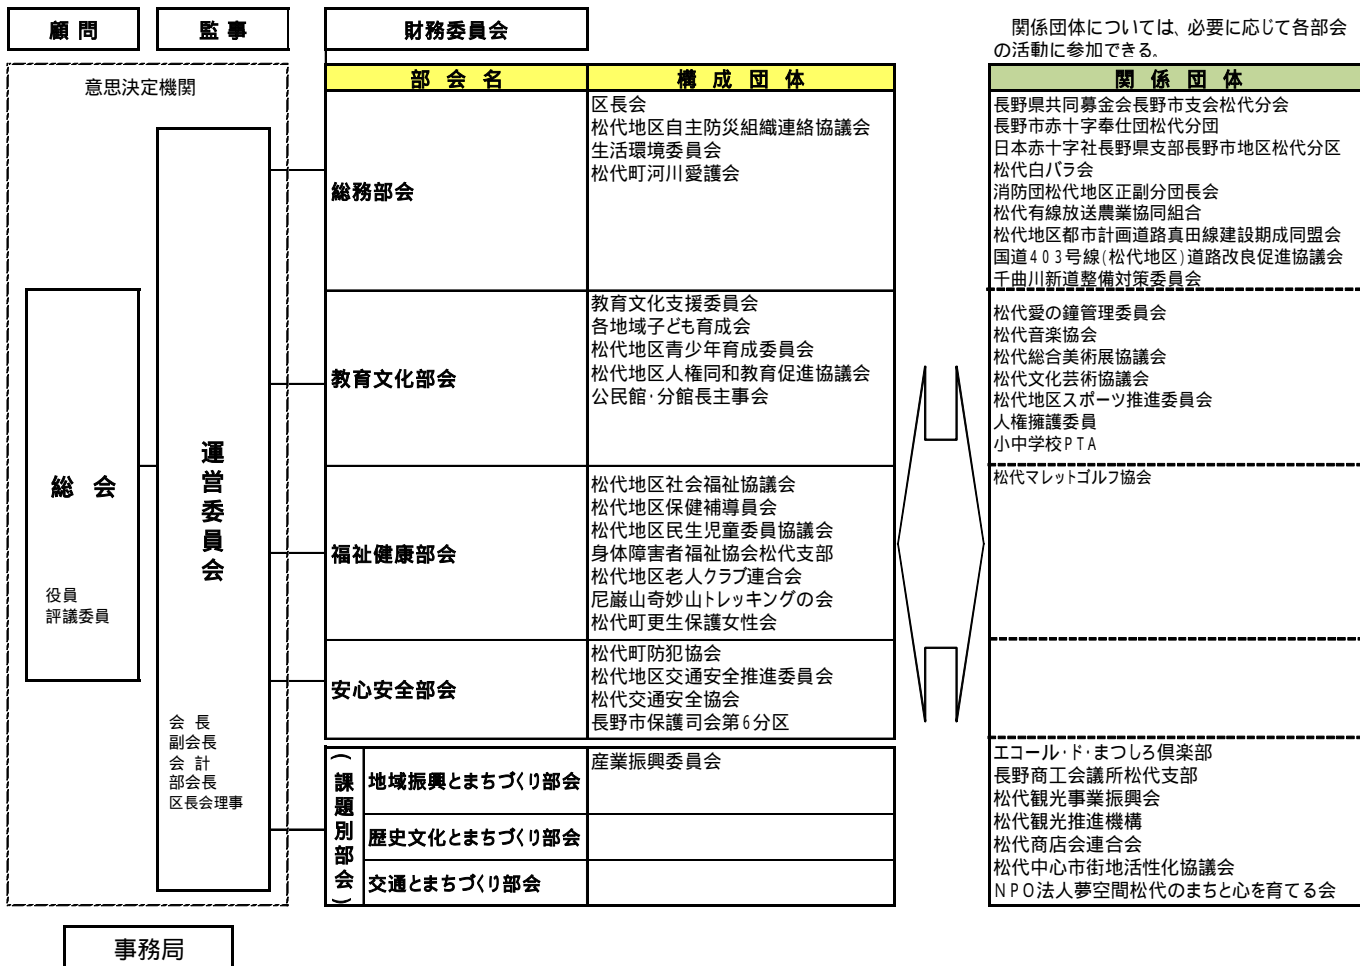 顧 問
監 事
財務委員会
関係団体については、必要に応じて各部会
の活動に参加できる。
意思決定機関
総 会
役員
評議委員
運営委員会
会 長
副会長
会 計
部会長
区長会理事
部 会 名
構 成 団 体
総務部会
区長会
松代地区自主防災組織連絡協議会
生活環境委員会
松代町河川愛護会
教育文化部会
教育文化支援委員会
各地域子ども育成会
松代地区青少年育成委員会
松代地区人権同和教育促進協議会
公民館・分館長主事会
福祉健康部会
松代地区社会福祉協議会
松代地区保健補導員会
松代地区民生児童委員協議会
身体障害者福祉協会松代支部
松代地区老人クラブ連合会
尼巌山奇妙山トレッキングの会
松代町更生保護女性会
安心安全部会
松代町防犯協会
松代地区交通安全推進委員会
松代交通安全協会
長野市保護司会第6分区
(課題別部会)
地域振興とまちづくり部会
産業振興委員会
歴史文化とまちづくり部会
交通とまちづくり部会
関 係 団 体
長野県共同募金会長野市支会松代分会
長野市赤十字奉仕団松代分団
日本赤十字社長野県支部長野市地区松代分区
松代白バラ会
消防団松代地区正副分団長会
松代有線放送農業協同組合
松代地区都市計画道路真田線建設期成同盟会
国道403号線(松代地区)道路改良促進協議会
千曲川新道整備対策委員会
松代愛の鐘管理委員会
松代音楽協会
松代総合美術展協議会
松代文化芸術協議会
松代地区スポーツ推進委員会
人権擁護委員
小中学校PTA
松代マレットゴルフ協会
エコール・ド・まつしろ倶楽部
長野商工会議所松代支部
松代観光事業振興会
松代観光推進機構
松代商店会連合会
松代中心市街地活性化協議会
NPO法人夢空間松代のまちと心を育てる会
事務局